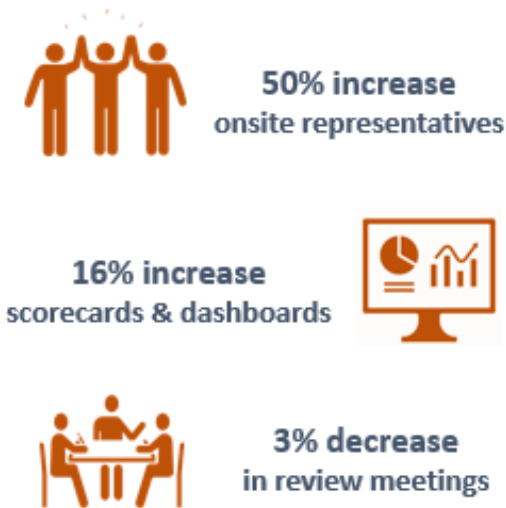 50% increase
onsite representatives
16% increase
scorecards & dashboards
3% decrease
in review meetings